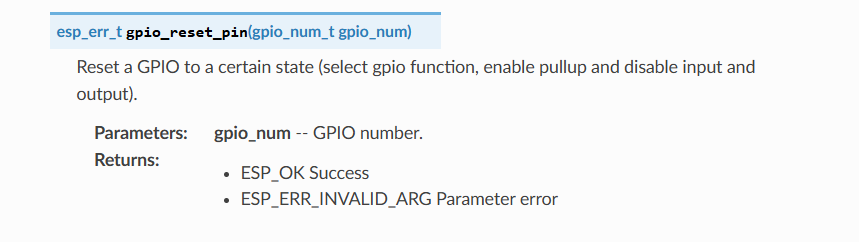 esp_err_t gpio_reset_pin(gpio_num_t gpio_num)
Reset a GPIO to a certain state (select gpio function, enable pullup and disable input and
output).
Parameters: gpio_num -- GPIO number.
Returns:
• ESP_OK Success
• ESP_ERR_INVALID_ARG Parameter error